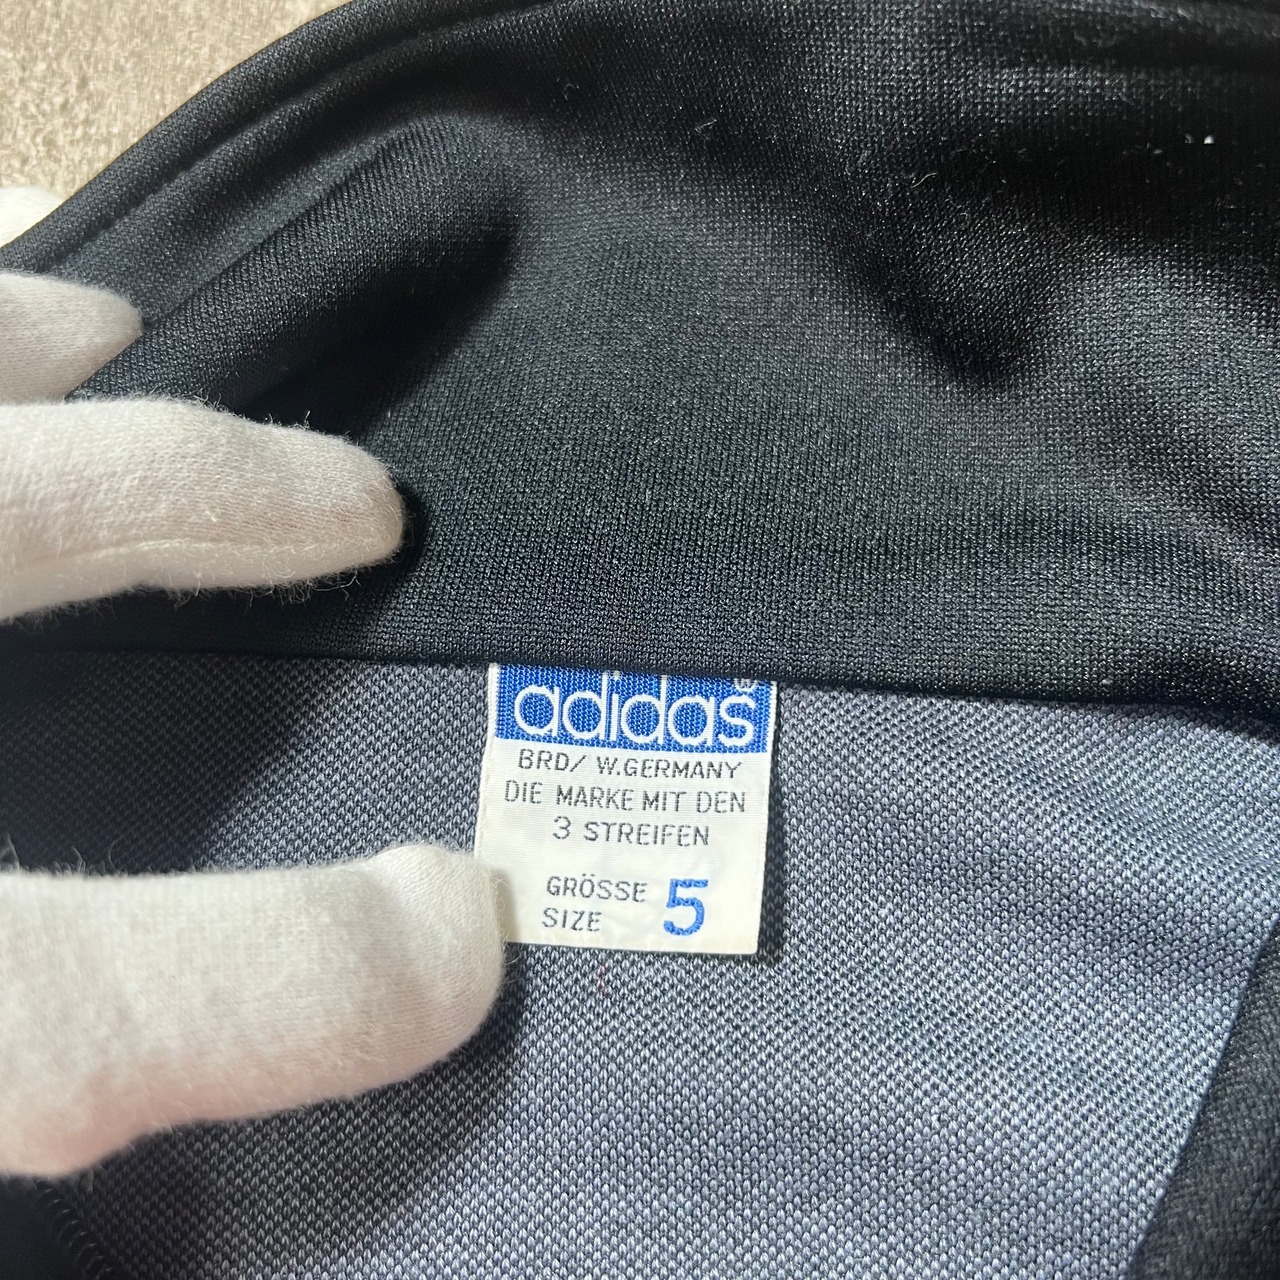 adidas
BRD/ W.GERMANY
DIE MARKE MIT DEN
3 STREIFEN
GRÖSSE
SIZE 5